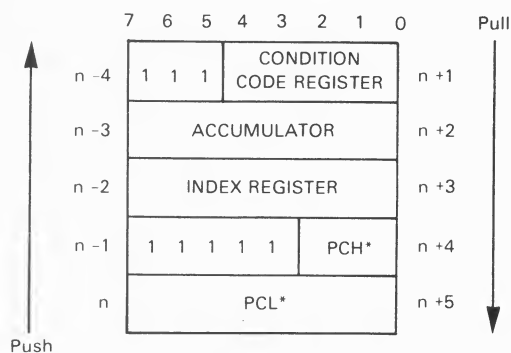 7 6 5 4 3 2 1 0 Pull
n -4 1 1 1 CONDITION CODE REGISTER n +1
n -3 ACCUMULATOR n +2
n -2 INDEX REGISTER n +3
n -1 1 1 1 1 1 PCH* n +4
n PCL* n +5
Push